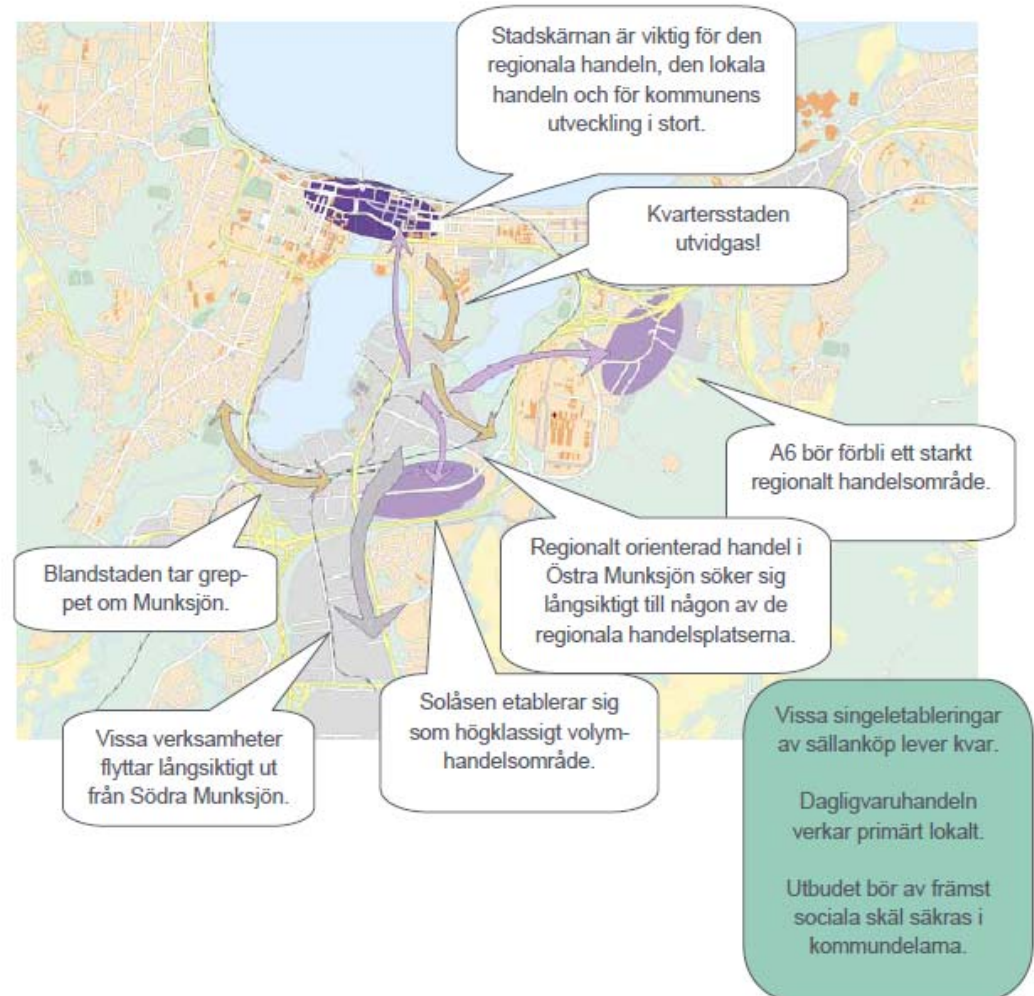 Stadskärnan är viktig för den
regionala handeln, den lokala
handeln och för kommunens
utveckling i stort.
Kvartersstaden
utvidgas!
A6 bör förbli ett starkt
regionalt handelsområde.
Regionalt orienterad handel i
Östra Munksjön söker sig
långsiktigt till någon av de
regionala handelsplatserna.
Blandstaden tar grep-
pet om Munksjön.
Solåsen etablerar sig
som högklassigt volym-
handelsområde.
Vissa verksamheter
flyttar långsiktigt ut
från Södra Munksjön.
Vissa singeletableringar
av sällanköp lever kvar.
Dagligvaruhandeln
verkar primärt lokalt.
Utbudet bör av främst
sociala skäl säkras i
kommundelarna.